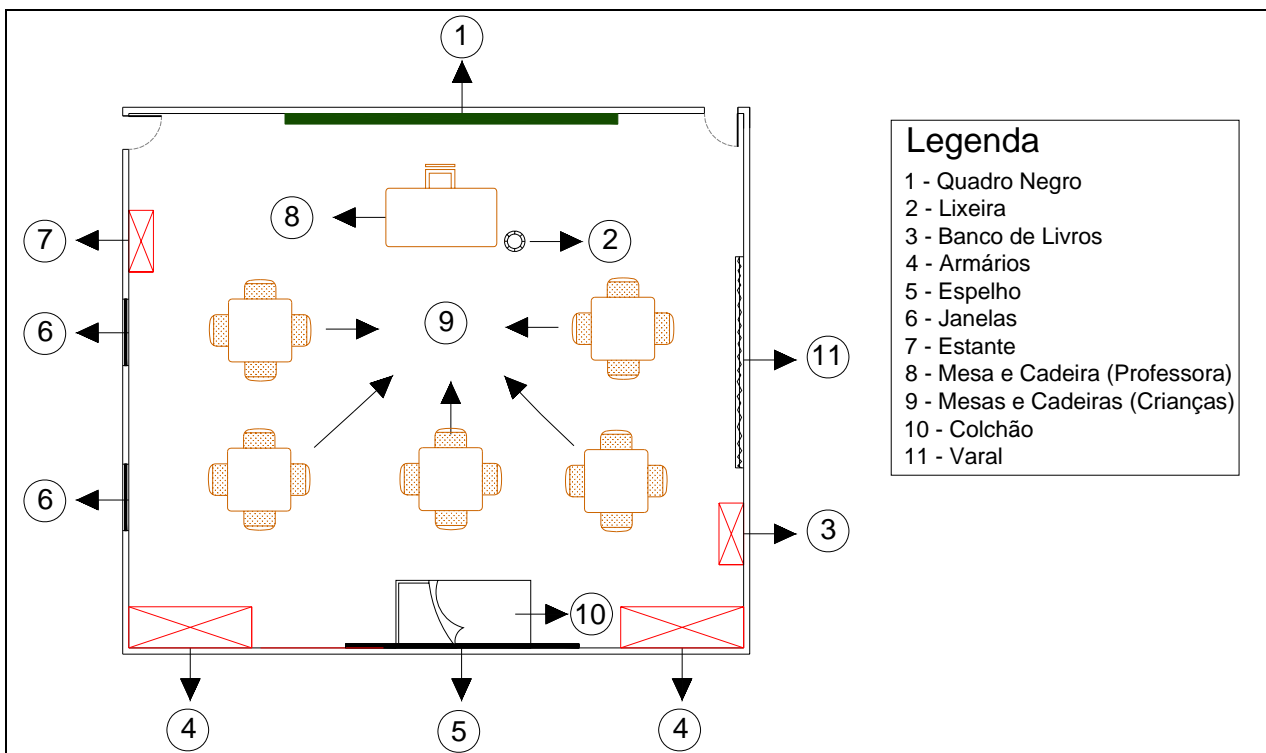 1
8
2
7
9
6
11
6
3
10
4
5
4
Legenda
1 - Quadro Negro
2 - Lixeira
3 - Banco de Livros
4 - Armários
5 - Espelho
6 - Janelas
7 - Estante
8 - Mesa e Cadeira (Professora)
9 - Mesas e Cadeiras (Crianças)
10 - Colchão
11 - Varal